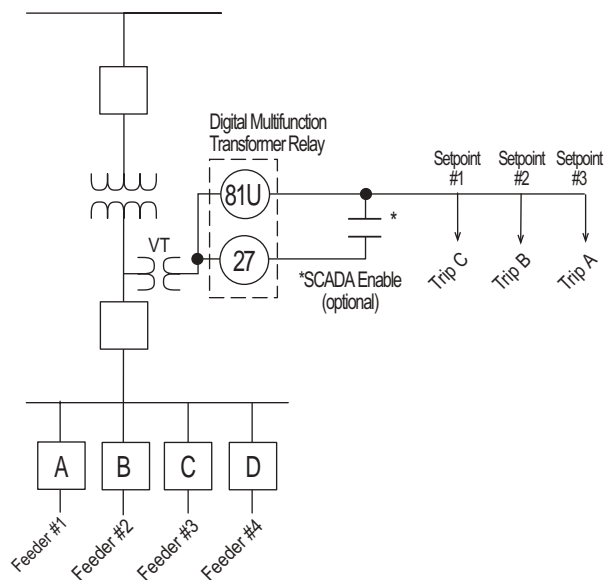 Digital Multifunction
Transformer Relay
81U
27
VT
*
*SCADA Enable
(optional)
Setpoint
#1
Setpoint
#2
Setpoint
#3
Trip C
Trip B
Trip A
A
B
C
D
Feeder #1
Feeder #2
Feeder #3
Feeder #4